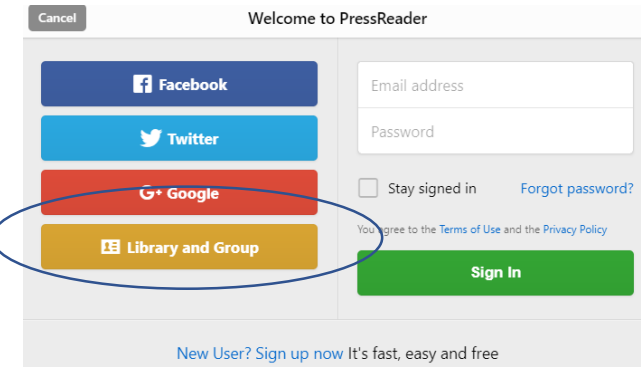 Cancel
Welcome to PressReader
Facebook
Twitter
G+ Google
Library and Group
Email address
Password
Stay signed in
Forgot password?
You agree to the Terms of Use and the Privacy Policy
Sign In
New User? Sign up now It's fast, easy and free